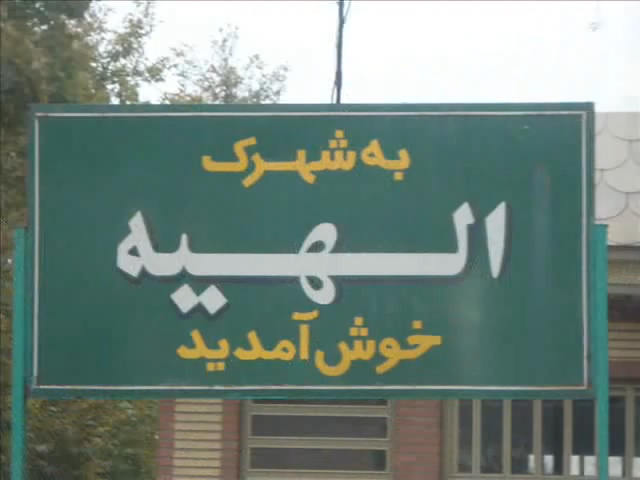 به شهرک
الهیه
خوش آمدید